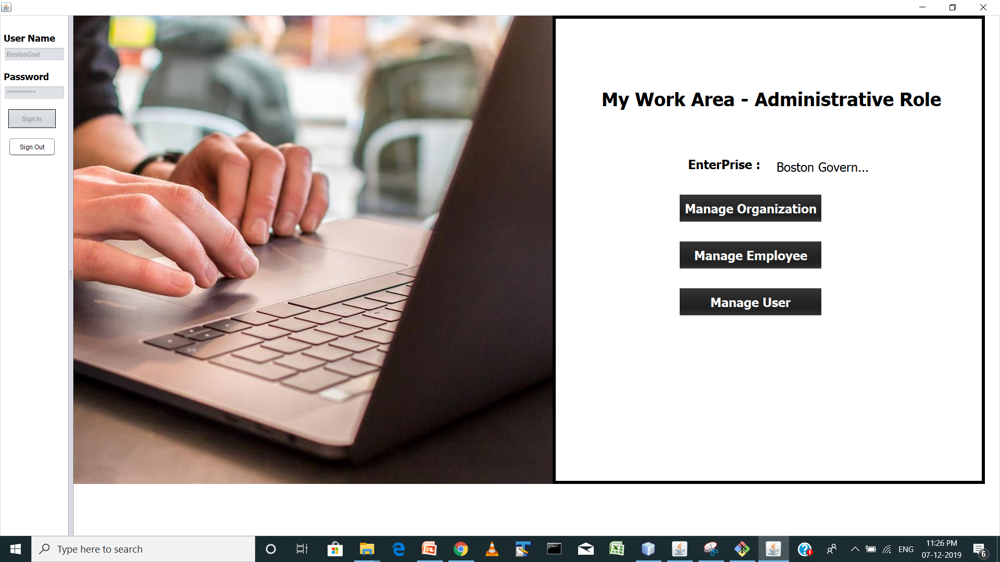 User Name
BostonGovt
Password
***********
Sign In
Sign Out
My Work Area - Administrative Role
EnterPrise :
Boston Govern...
Manage Organization
Manage Employee
Manage User
Type here to search
ENG
11:26 PM
07-12-2019
6